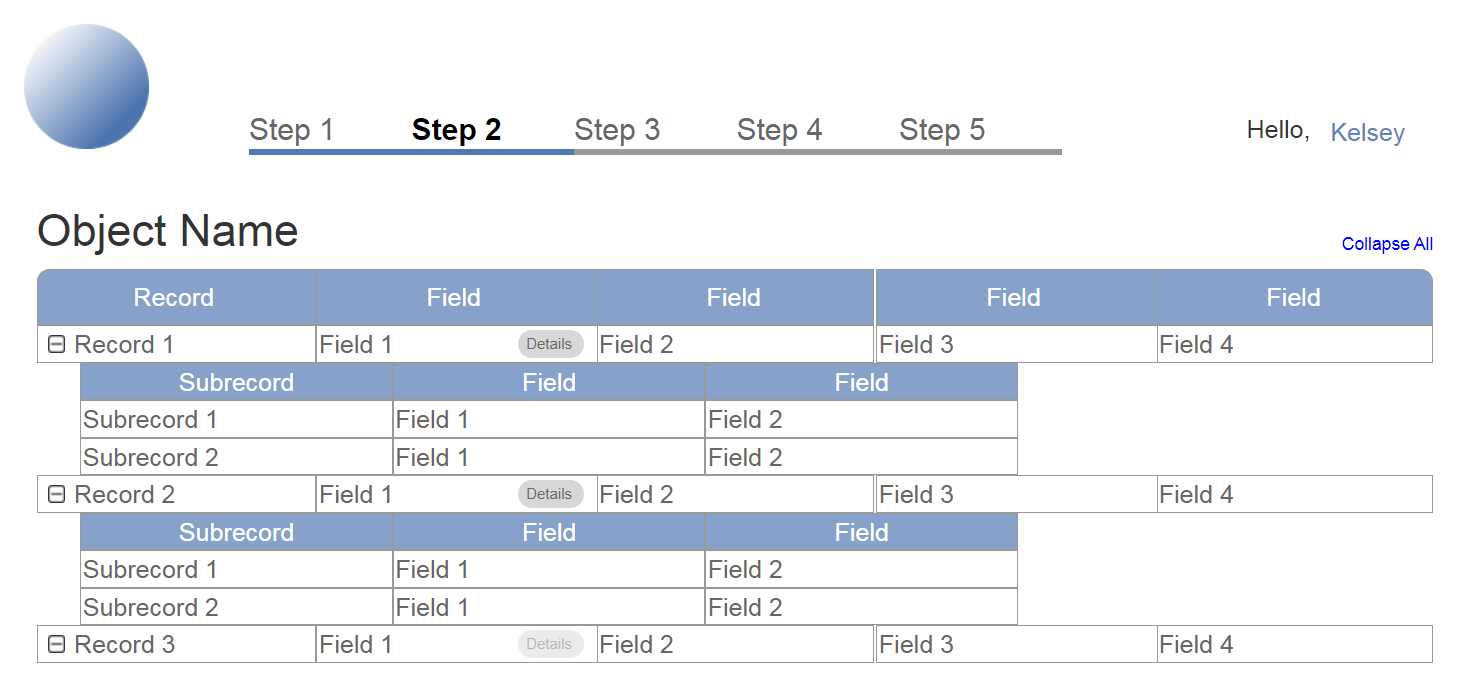 Step 1 Step 2 Step 3 Step 4 Step 5 Hello, Kelsey
Object Name
Collapse All
Record Field Field Field Field
Record 1 Field 1 Details Field 2 Field 3 Field 4
Subrecord Field Field
Subrecord 1 Field 1 Field 2
Subrecord 2 Field 1 Field 2
Record 2 Field 1 Details Field 2 Field 3 Field 4
Subrecord Field Field
Subrecord 1 Field 1 Field 2
Subrecord 2 Field 1 Field 2
Record 3 Field 1 Details Field 2 Field 3 Field 4